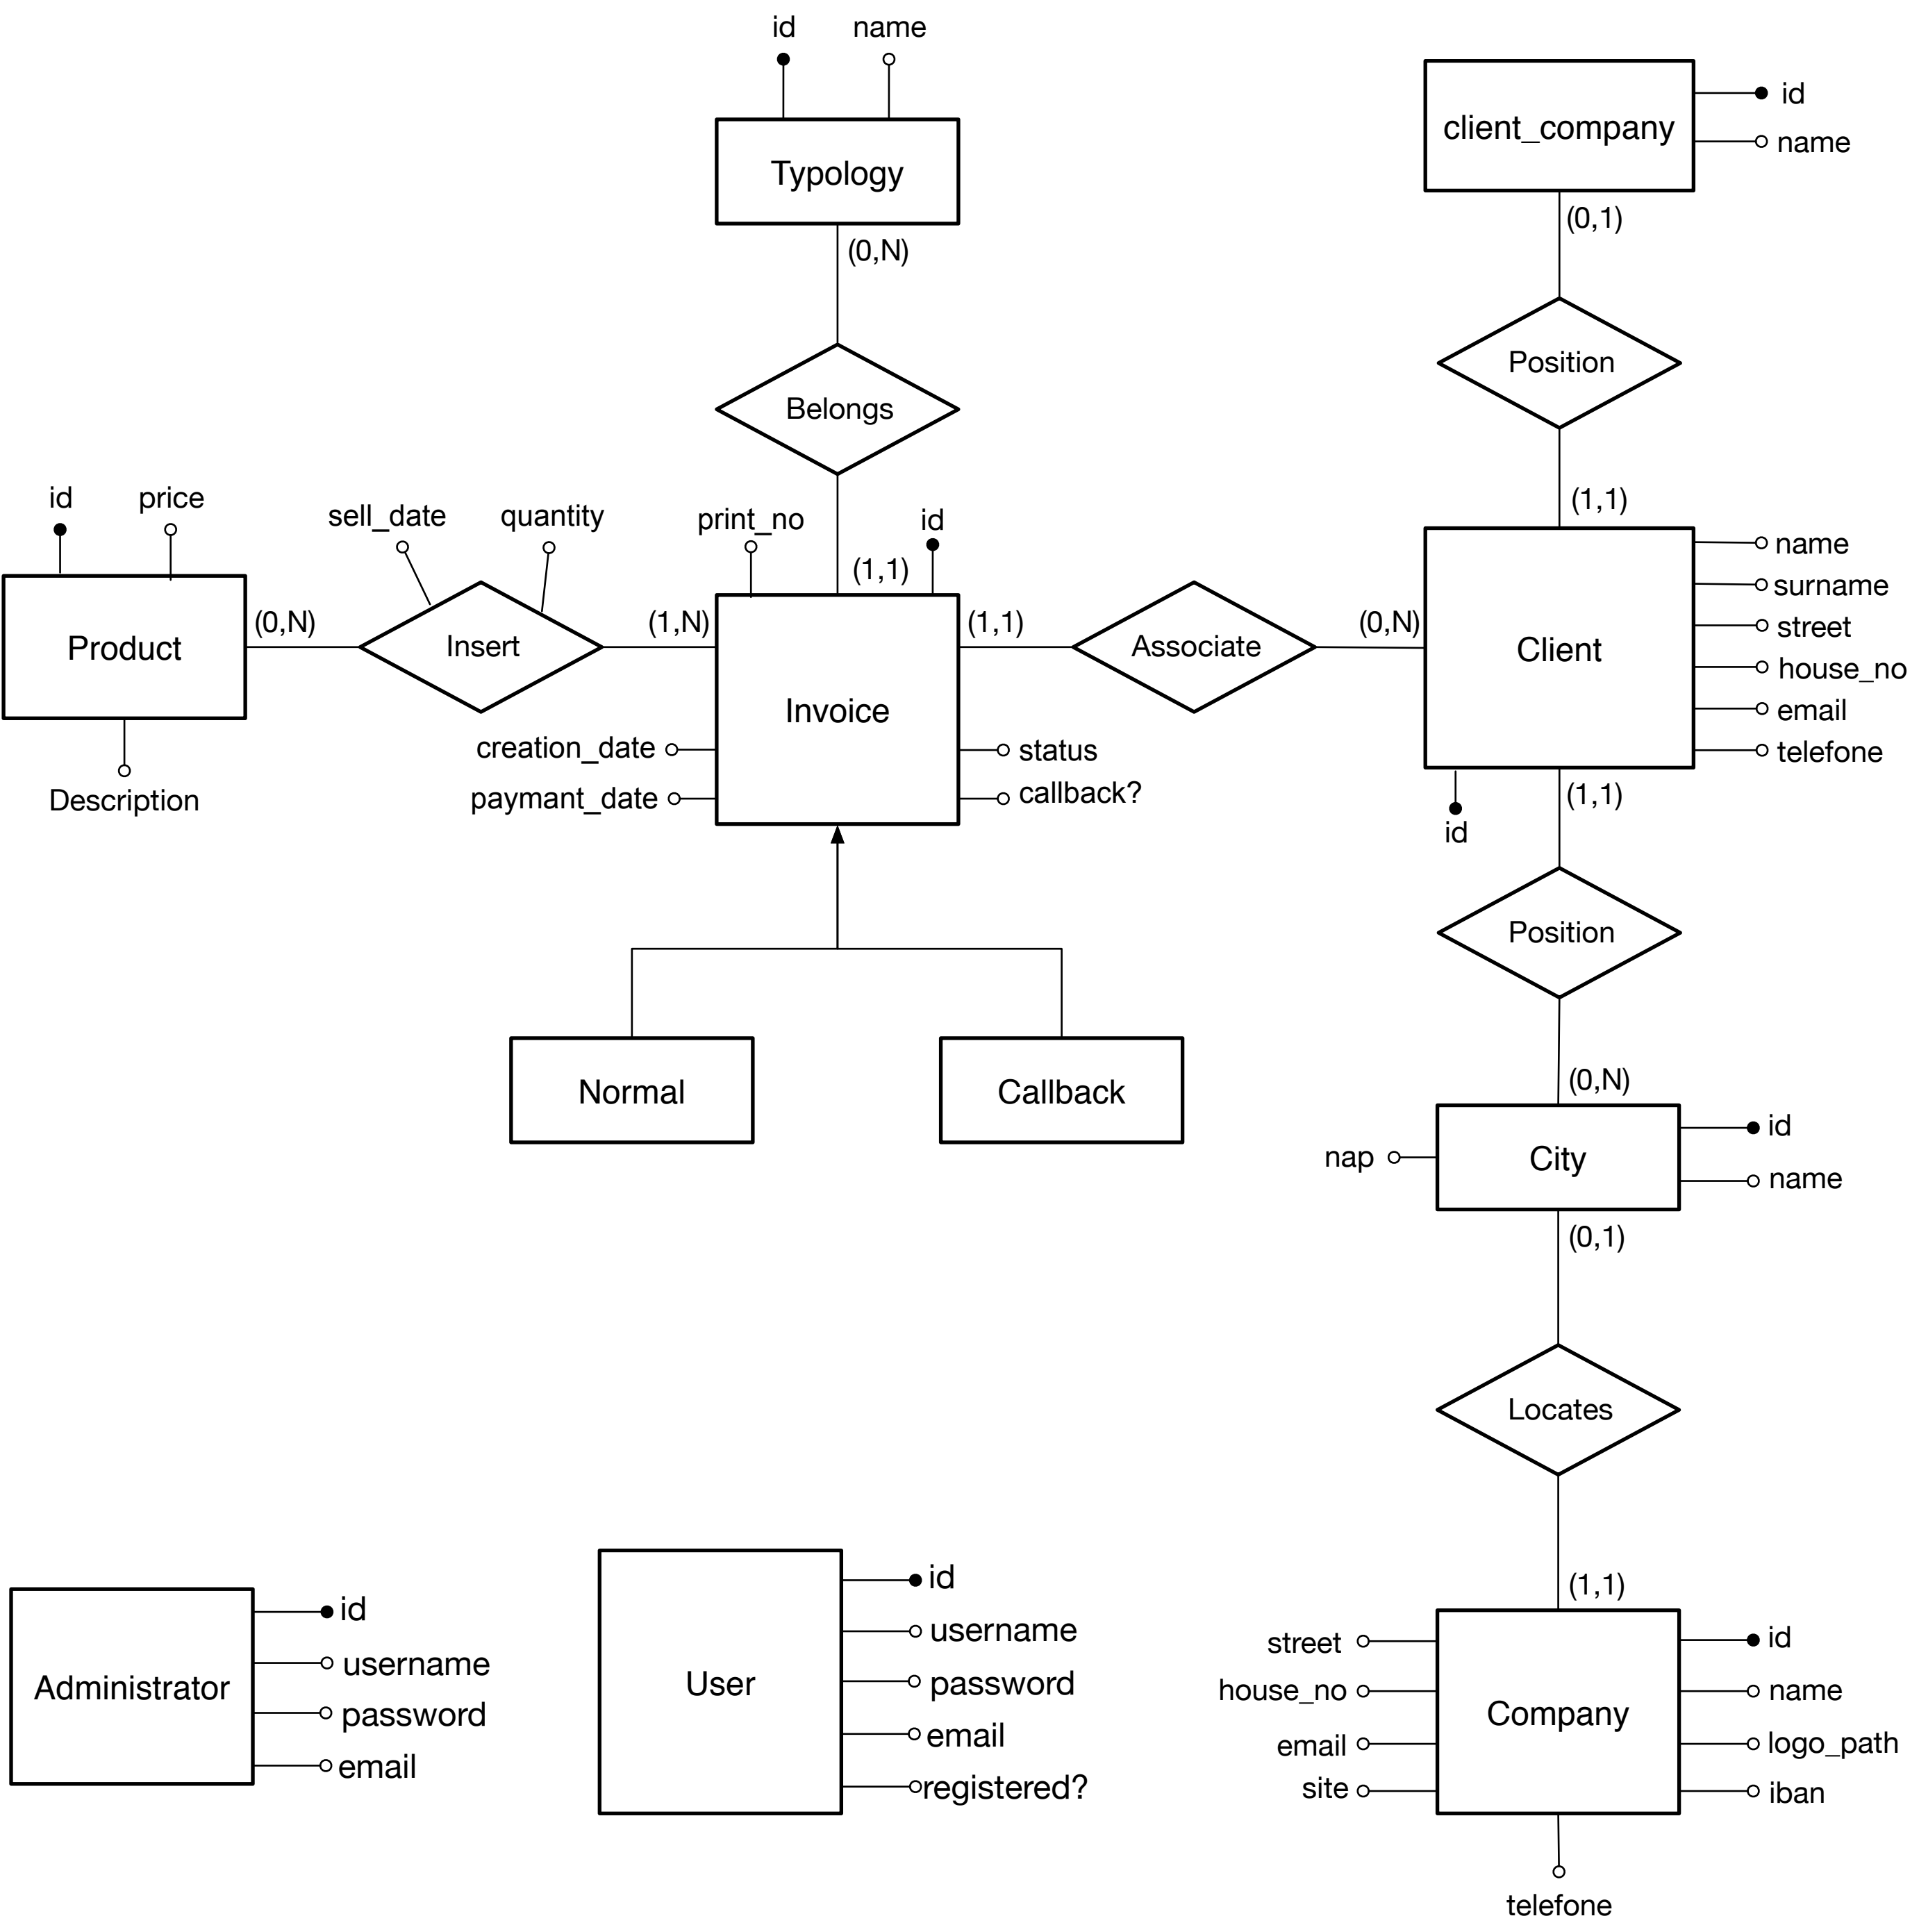 id
name
Typology
(0,N)
Belongs
(1,1)
client_company
id
name
(0,1)
Position
(1,1)
id
price
Product
Description
(0,N)
sell_date
quantity
Insert
(1,N)
print_no
id
Invoice
creation_date
paymant_date
status
callback?
(1,1)
Associate
(0,N)
Client
name
surname
street
house_no
email
telefone
id
(1,1)
Position
(0,N)
Normal
Callback
nap
City
id
name
(0,1)
Locates
(1,1)
Administrator
id
username
password
email
User
id
username
password
email
registered?
street
house_no
email
site
Company
id
name
logo_path
iban
telefone